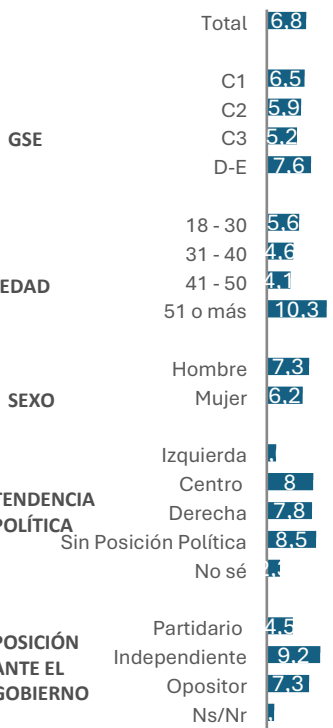 Total 6,8
C1 6,5
C2 5,9
GSE C3 5,2
D-E 7,6
18 - 30 5,6
31 - 40 4,6
EDAD 41 - 50 4,1
51 o más 10,3
Hombre 7,3
SEXO Mujer 6,2
Izquierda
Centro 8
TENDENCIA
POLÍTICA
Derecha 7,8
Sin Posición Política 8,5
No sé
Partidario 4,5
POSICIÓN
ANTE EL
GOBIERNO
Independiente 9,2
Opositor 7,3
Ns/Nr